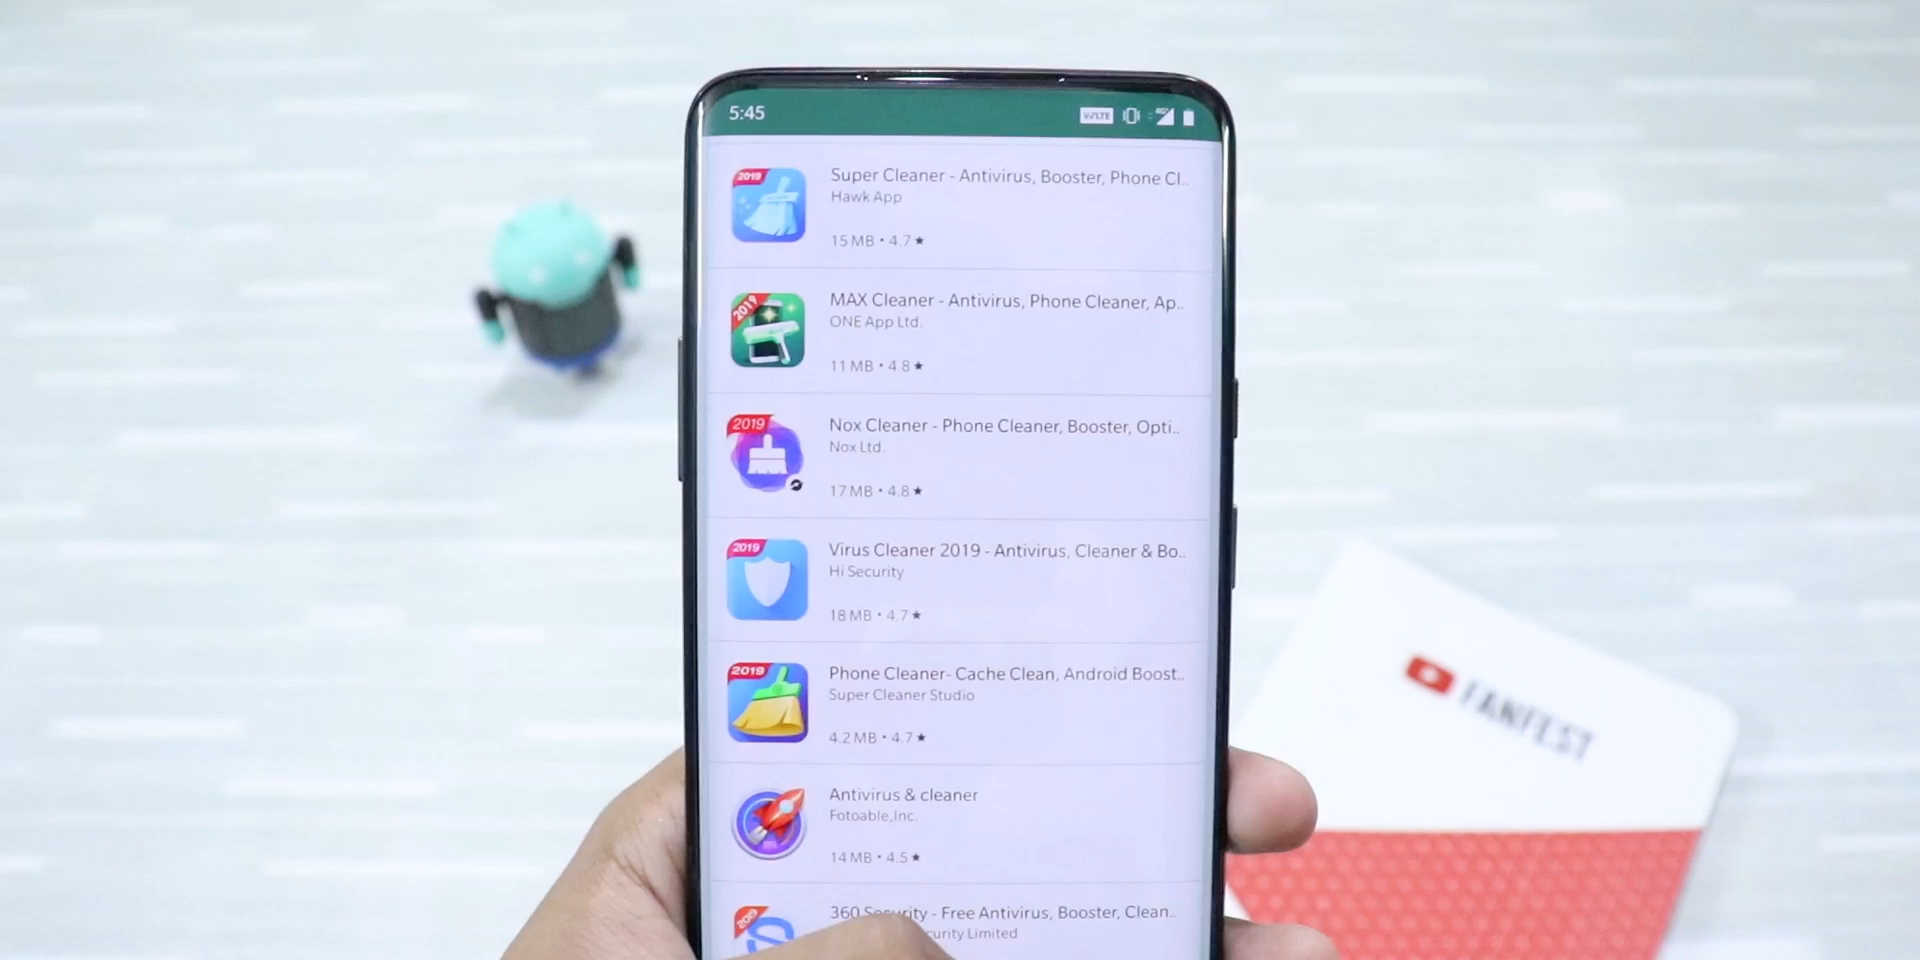 5:45
VoLTE
4G
2019
Super Cleaner - Antivirus, Booster, Phone Cl..
Hawk App
15 MB • 4.7 ★
2019
MAX Cleaner - Antivirus, Phone Cleaner, Ap..
ONE App Ltd.
11 MB • 4.8 ★
2019
Nox Cleaner - Phone Cleaner, Booster, Opti..
Nox Ltd.
17 MB • 4.8 ★
2019
Virus Cleaner 2019 - Antivirus, Cleaner & Bo..
Hi Security
18 MB • 4.7 ★
2019
Phone Cleaner- Cache Clean, Android Boost..
Super Cleaner Studio
4.2 MB • 4.7 ★
Antivirus & cleaner
Fotoable,Inc.
14 MB • 4.5 ★
2019
360 Security - Free Antivirus, Booster, Clean..
curity Limited
FANFEST